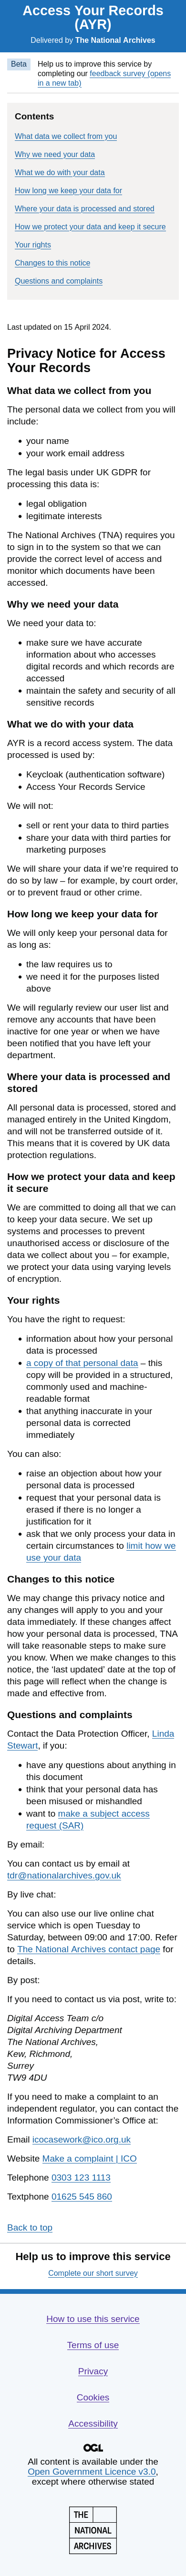 Access Your Records
(AYR)
Delivered by The National Archives
Beta
Help us to improve this service by
completing our feedback survey (opens
in a new tab)
Contents
What data we collect from you
Why we need your data
What we do with your data
How long we keep your data for
Where your data is processed and stored
How we protect your data and keep it secure
Your rights
Changes to this notice
Questions and complaints
Last updated on 15 April 2024.
Privacy Notice for Access
Your Records
What data we collect from you
The personal data we collect from you will
include:
• your name
• your work email address
The legal basis under UK GDPR for
processing this data is:
• legal obligation
• legitimate interests
The National Archives (TNA) requires you
to sign in to the system so that we can
provide the correct level of access and
monitor which documents have been
accessed.
Why we need your data
We need your data to:
• make sure we have accurate
information about who accesses
digital records and which records are
accessed
• maintain the safety and security of all
sensitive records
What we do with your data
AYR is a record access system. The data
processed is used by:
• Keycloak (authentication software)
• Access Your Records Service
We will not:
• sell or rent your data to third parties
• share your data with third parties for
marketing purposes
We will share your data if we're required to
do so by law – for example, by court order,
or to prevent fraud or other crime.
How long we keep your data for
We will only keep your personal data for
as long as:
• the law requires us to
• we need it for the purposes listed
above
We will regularly review our user list and
remove any accounts that have been
inactive for one year or when we have
been notified that you have left your
department.
Where your data is processed and
stored
All personal data is processed, stored and
managed entirely in the United Kingdom,
and will not be transferred outside of it.
This means that it is covered by UK data
protection regulations.
How we protect your data and keep
it secure
We are committed to doing all that we can
to keep your data secure. We set up
systems and processes to prevent
unauthorised access or disclosure of the
data we collect about you – for example,
we protect your data using varying levels
of encryption.
Your rights
You have the right to request:
• information about how your personal
data is processed
• a copy of that personal data – this
copy will be provided in a structured,
commonly used and machine-
readable format
• that anything inaccurate in your
personal data is corrected
immediately
You can also:
• raise an objection about how your
personal data is processed
• request that your personal data is
erased if there is no longer a
justification for it
• ask that we only process your data in
certain circumstances to limit how we
use your data
Changes to this notice
We may change this privacy notice and
any changes will apply to you and your
data immediately. If these changes affect
how your personal data is processed, TNA
will take reasonable steps to make sure
you know. When we make changes to this
notice, the 'last updated' date at the top of
this page will reflect when the change is
made and effective from.
Questions and complaints
Contact the Data Protection Officer, Linda
Stewart, if you:
• have any questions about anything in
this document
• think that your personal data has
been misused or mishandled
• want to make a subject access
request (SAR)
By email:
You can contact us by email at
tdr@nationalarchives.gov.uk
By live chat:
You can also use our live online chat
service which is open Tuesday to
Saturday, between 09:00 and 17:00. Refer
to The National Archives contact page for
details.
By post:
If you need to contact us via post, write to:
Digital Access Team c/o
Digital Archiving Department
The National Archives,
Kew, Richmond,
Surrey
TW9 4DU
If you need to make a complaint to an
independent regulator, you can contact the
Information Commissioner's Office at:
Email icocasework@ico.org.uk
Website Make a complaint | ICO
Telephone 0303 123 1113
Textphone 01625 545 860
Back to top
Help us to improve this service
Complete our short survey
How to use this service
Terms of use
Privacy
Cookies
Accessibility
OGL
All content is available under the
Open Government Licence v3.0,
except where otherwise stated
THE
NATIONAL
ARCHIVES